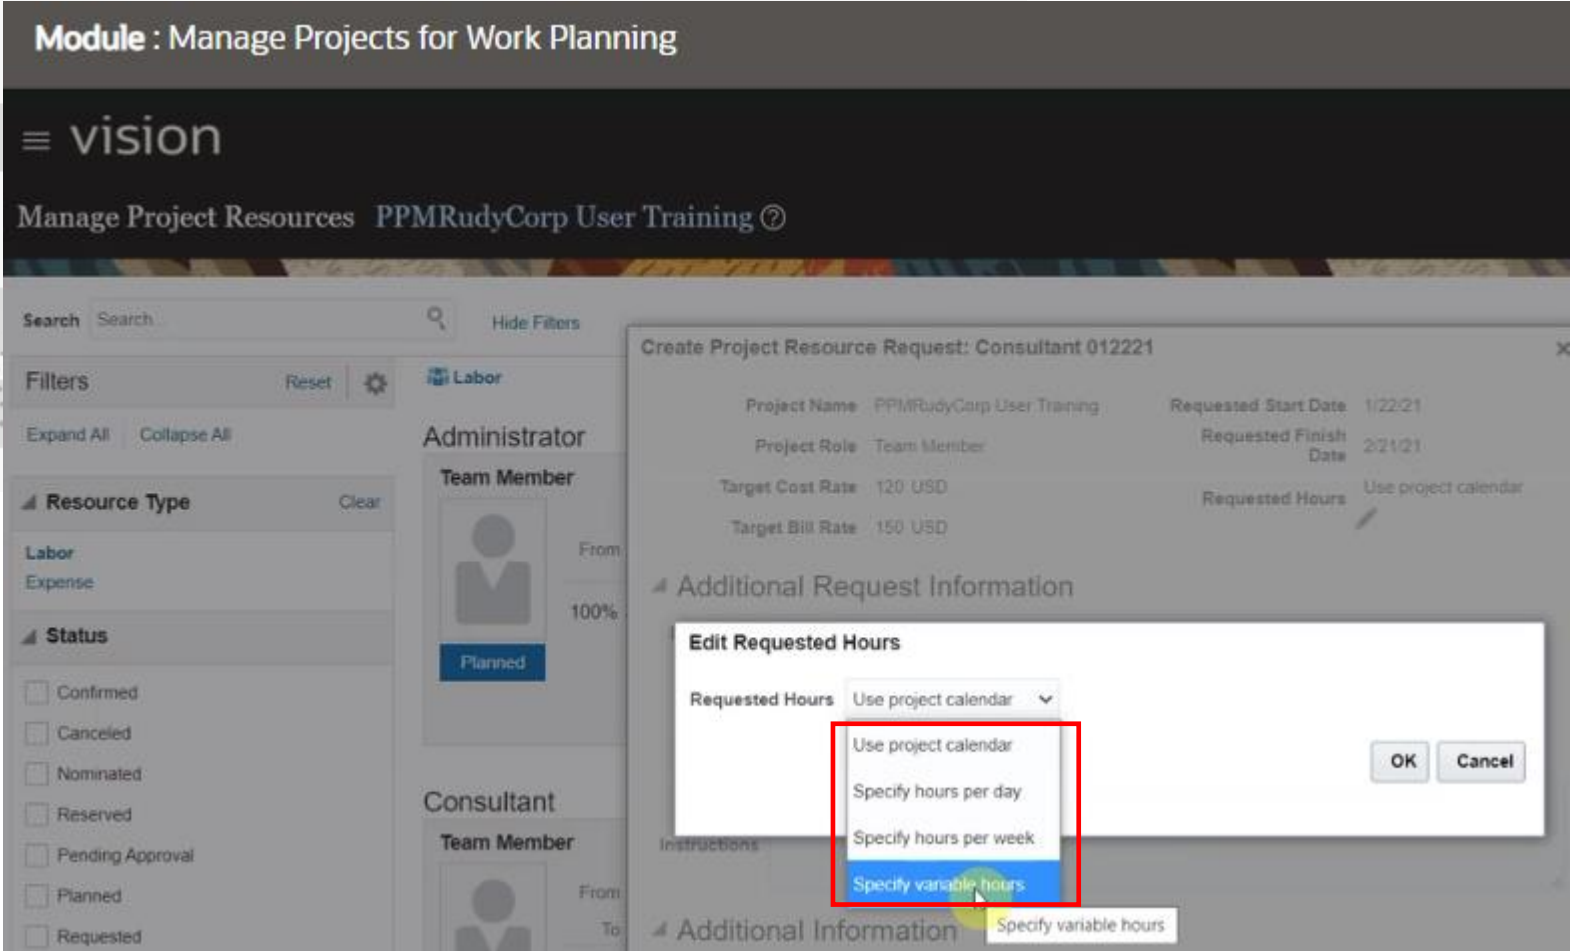 Module : Manage Projects for Work Planning
vision
Manage Project Resources PPMRudyCorp User Training ?
Search Search...
Hide Filters
Filters
Reset
Expand All Collapse All
Resource Type
Clear
Labor
Expense
Status
Confirmed
Canceled
Nominated
Reserved
Pending Approval
Planned
Requested
Labor
Administrator
Team Member
From
100%
Planned
Consultant
Team Member
From
To
Create Project Resource Request: Consultant 012221
Project Name PPMRudyCorp User Training
Project Role Team Member
Target Cost Rate 120 USD
Target Bill Rate 150 USD
Requested Start Date 1/22/21
Requested Finish
Date 2/21/21
Requested Hours Use project calendar
Additional Request Information
Edit Requested Hours
Requested Hours Use project calendar
Use project calendar
Specify hours per day
Specify hours per week
Specify variable hours
OK Cancel
Instructions
Specify variable hours
Additional Information